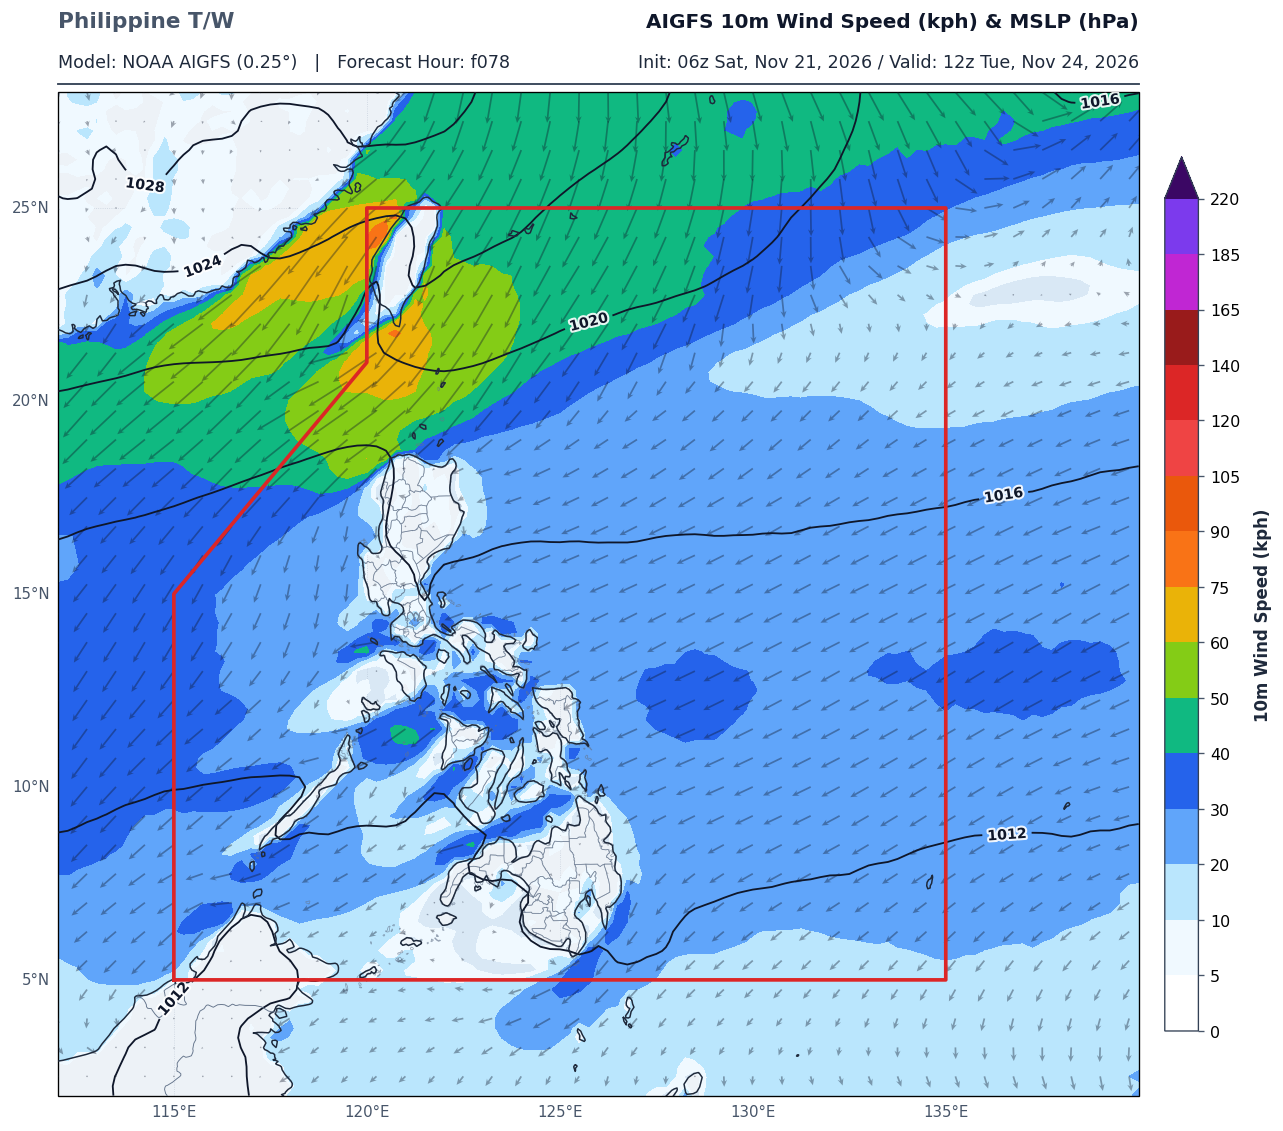 Philippine T/W
AIGFS 10m Wind Speed (kph) & MSLP (hPa)
Model: NOAA AIGFS (0.25°) | Forecast Hour: f078
Init: 06z Sat, Nov 21, 2026 / Valid: 12z Tue, Nov 24, 2026
1016
1028
1024
1020
1016
1012
1012
25°N
20°N
15°N
10°N
5°N
115°E
120°E
125°E
130°E
135°E
220
185
165
140
120
105
90
75
60
50
40
30
20
10
5
0
10m Wind Speed (kph)